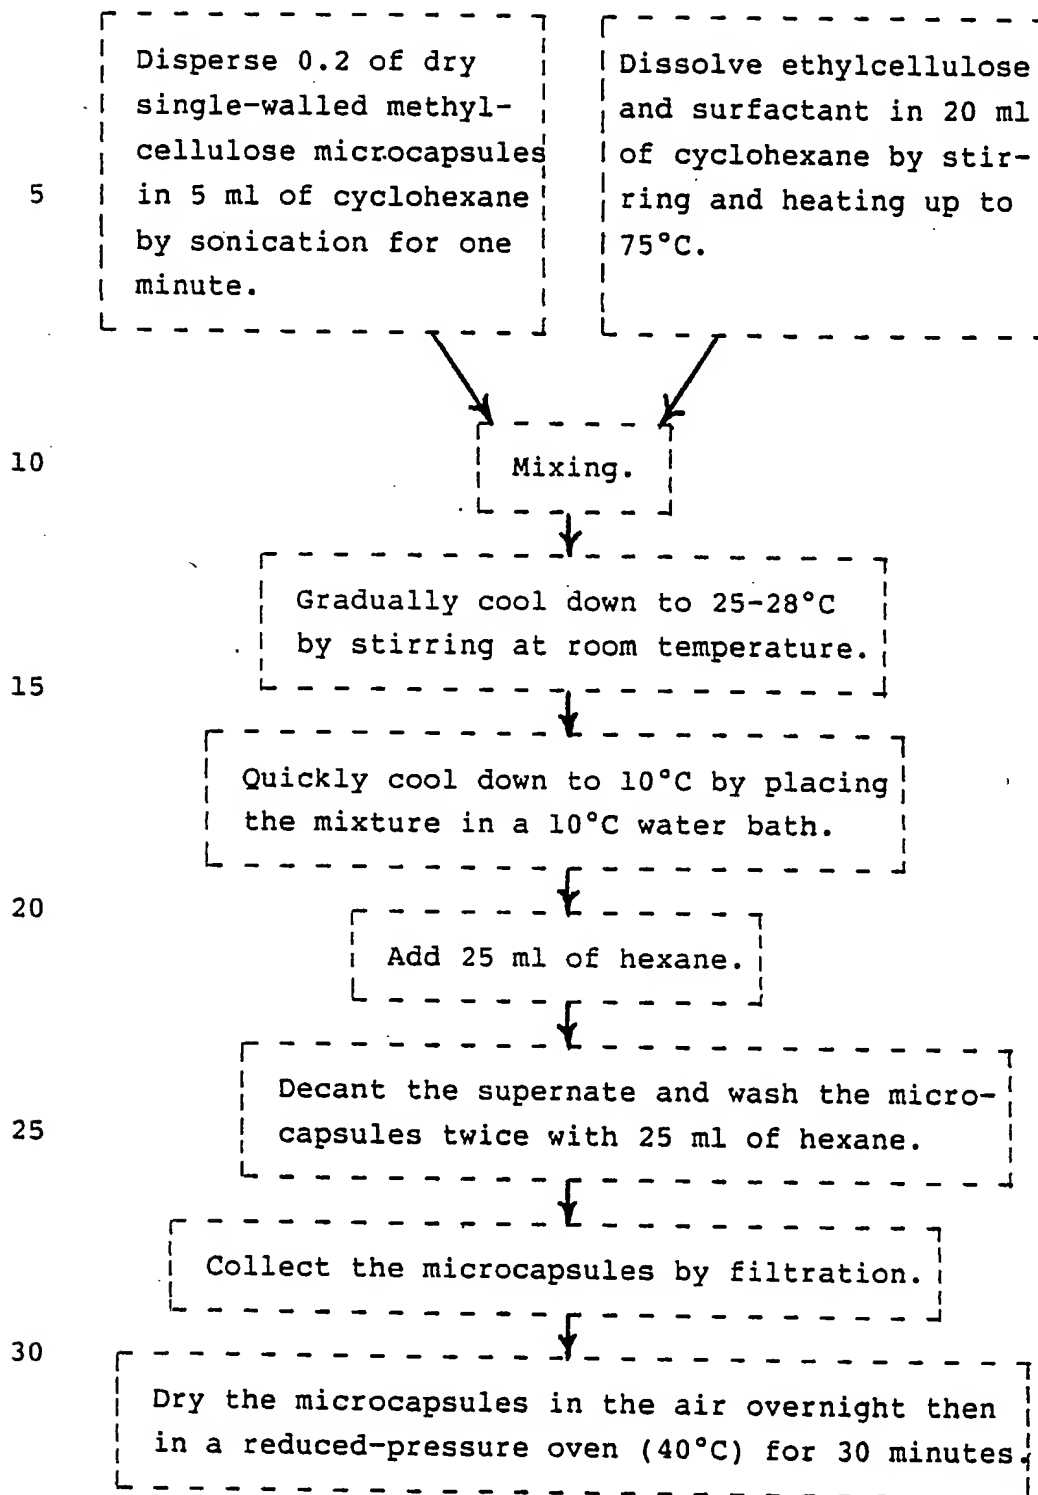 Disperse 0.2 of dry
single-walled methyl-
cellulose microcapsules
in 5 ml of cyclohexane
by sonication for one
minute.
Dissolve ethylcellulose
and surfactant in 20 ml
of cyclohexane by stir-
ring and heating up to
75°C.
5
10
Mixing.
Gradually cool down to 25-28°C
by stirring at room temperature.
15
Quickly cool down to 10°C by placing
the mixture in a 10°C water bath.
20
Add 25 ml of hexane.
Decant the supernate and wash the micro-
25
capsules twice with 25 ml of hexane.
Collect the microcapsules by filtration.
30
Dry the microcapsules in the air overnight then
in a reduced-pressure oven (40°C) for 30 minutes.